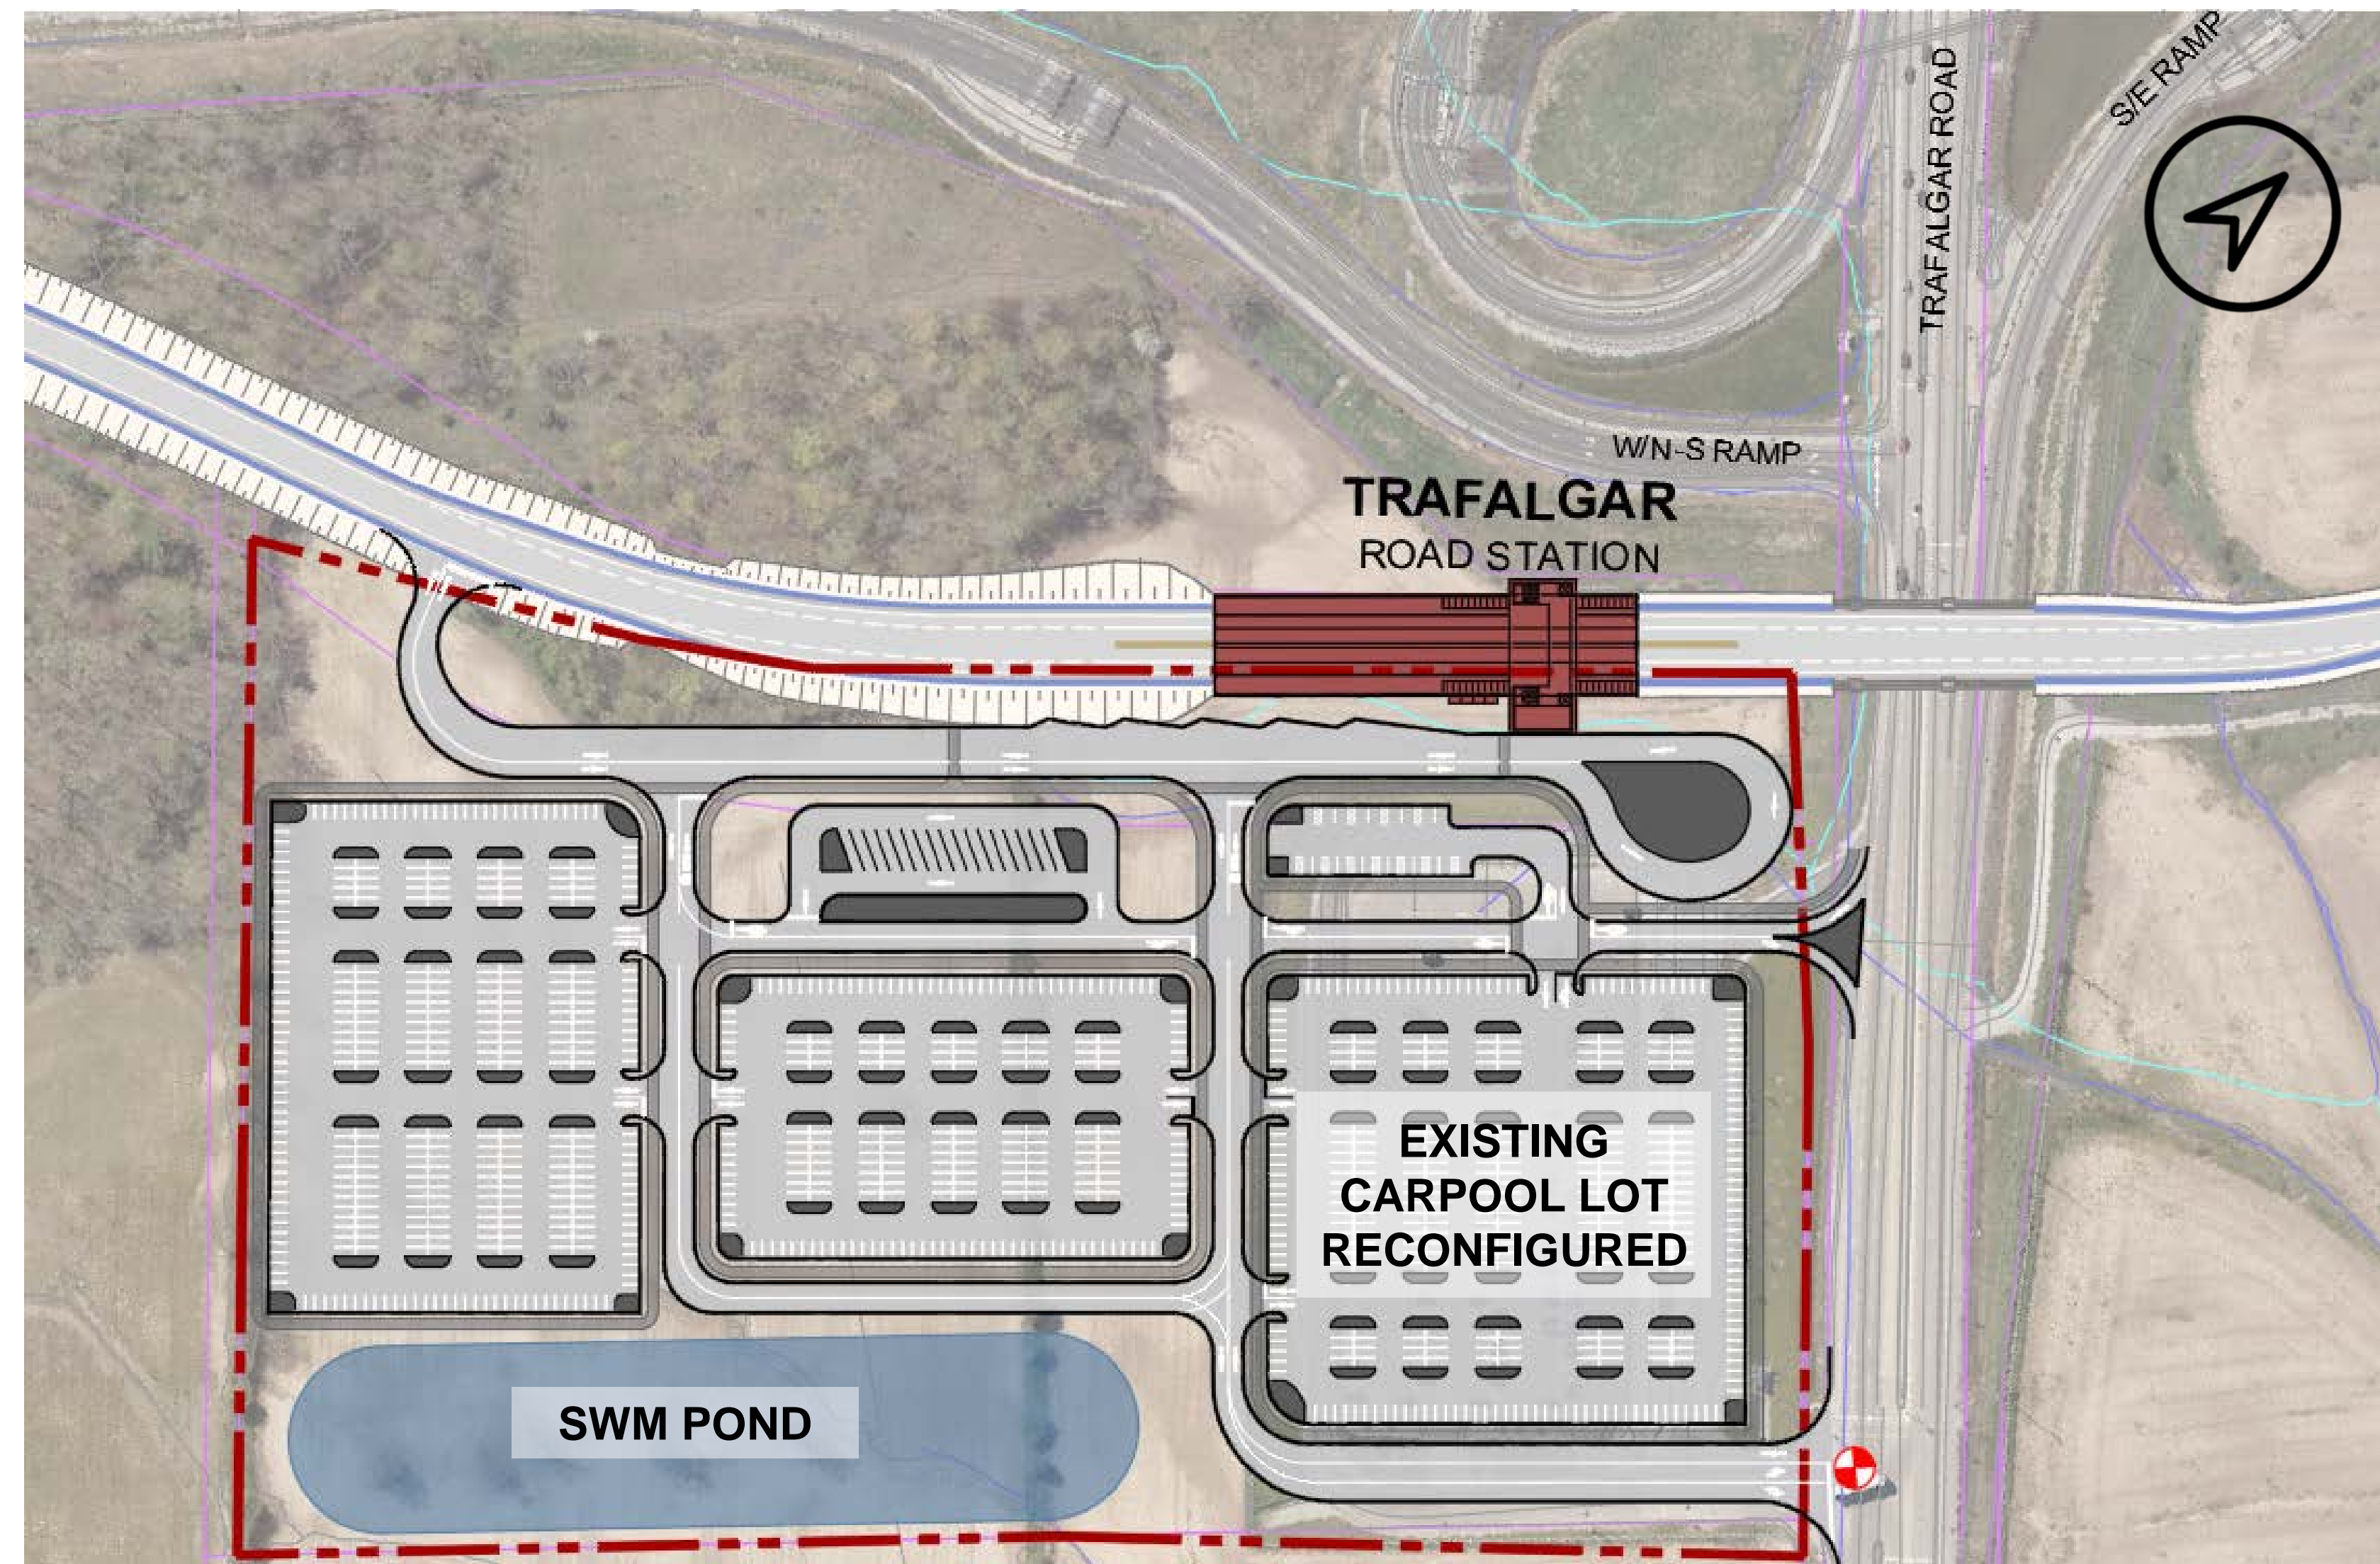 TRAFALGAR ROAD
S/E RAMP
W/N-S RAMP
TRAFALGAR
ROAD STATION
EXISTING
CARPOOL LOT
RECONFIGURED
SWM POND